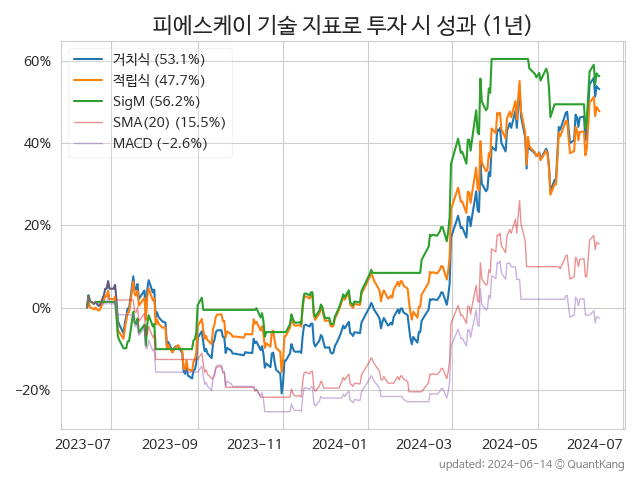 피에스케이 기술 지표로 투자 시 성과 (1년)
거치식 (53.1%)
적립식 (47.7%)
SigM (56.2%)
SMA(20) (15.5%)
MACD (−2.6%)
60%
40%
20%
0%
−20%
2023-07 2023-09 2023-11 2024-01 2024-03 2024-05 2024-07
updated: 2024-06-14 © QuantKang